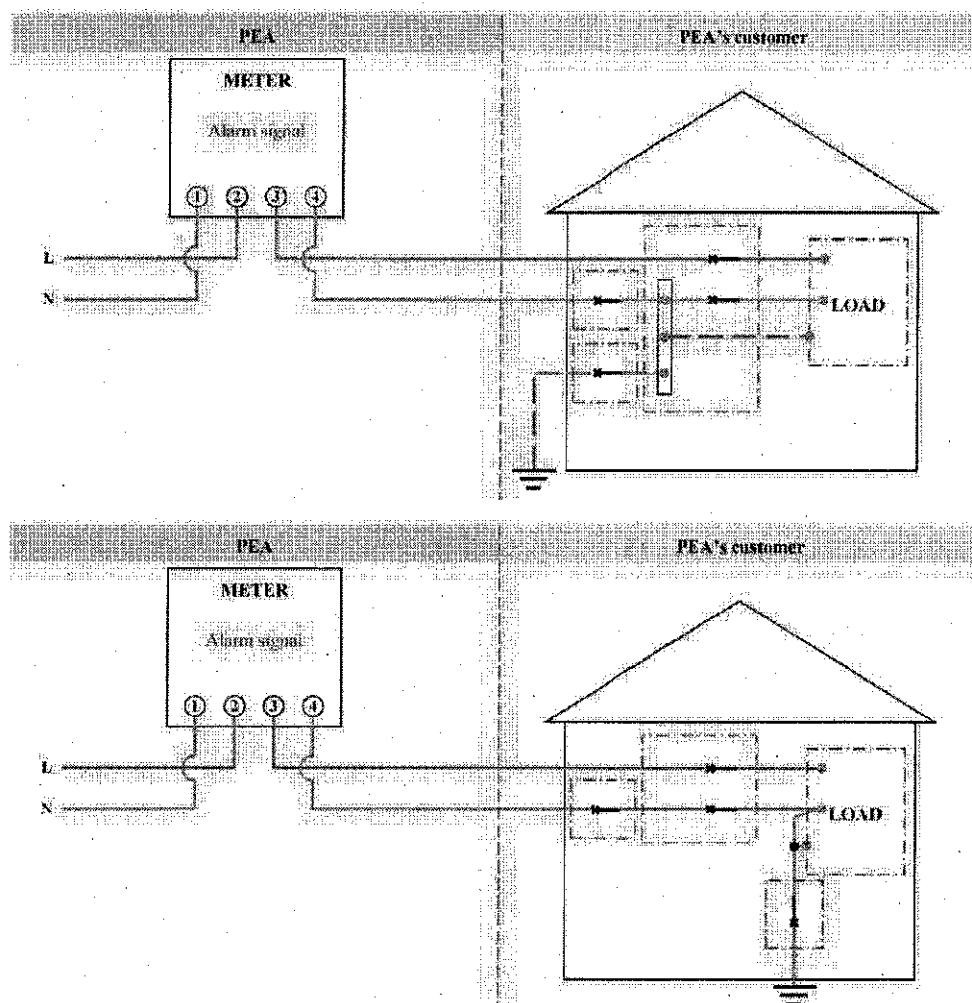 PEA PEA's customer
METER
Alarm signal
1 2 3 4
L
N
LOAD
PEA PEA's customer
METER
Alarm signal
1 2 3 4
L
N
LOAD